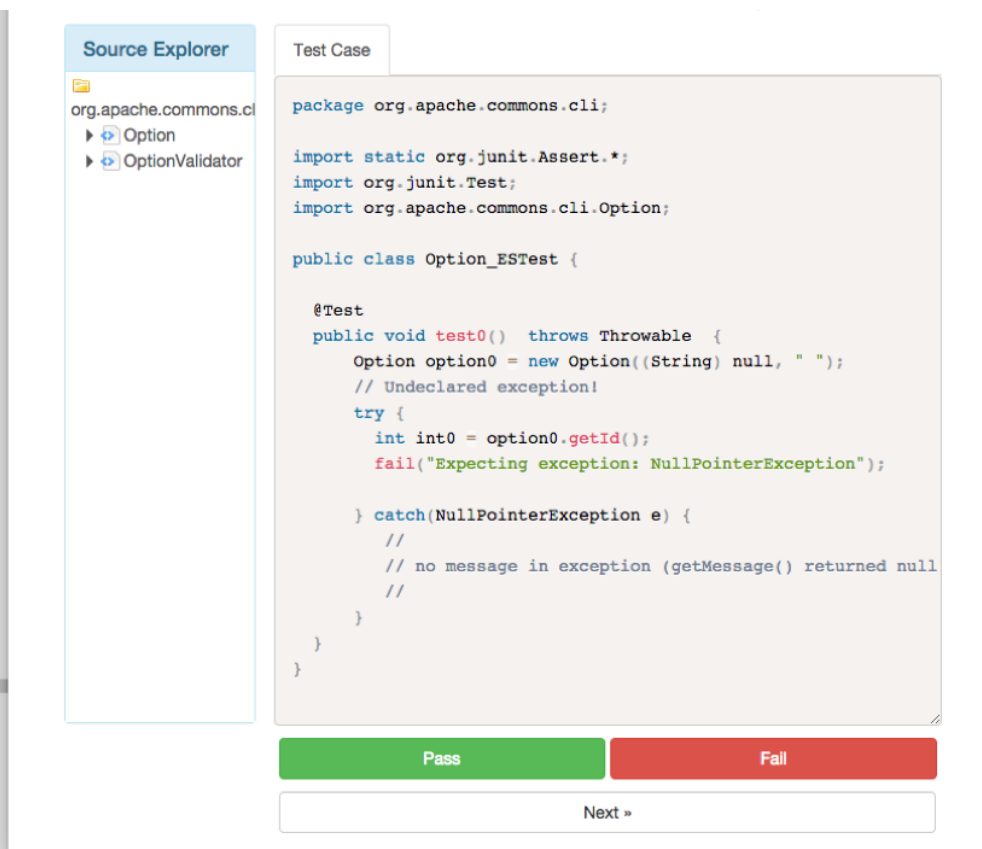 Source Explorer
org.apache.commons.cl
Option
OptionValidator
Test Case
package org.apache.commons.cli;
import static org.junit.Assert.*;
import org.junit.Test;
import org.apache.commons.cli.Option;
public class Option_ESTest {
@Test
public void test0()  throws Throwable  {
Option option0 = new Option((String) null, " ");
// Undeclared exception!
try {
int int0 = option0.getId();
fail("Expecting exception: NullPointerException");
} catch(NullPointerException e) {
//
// no message in exception (getMessage() returned null
//
}
}
}
Pass
Fail
Next »